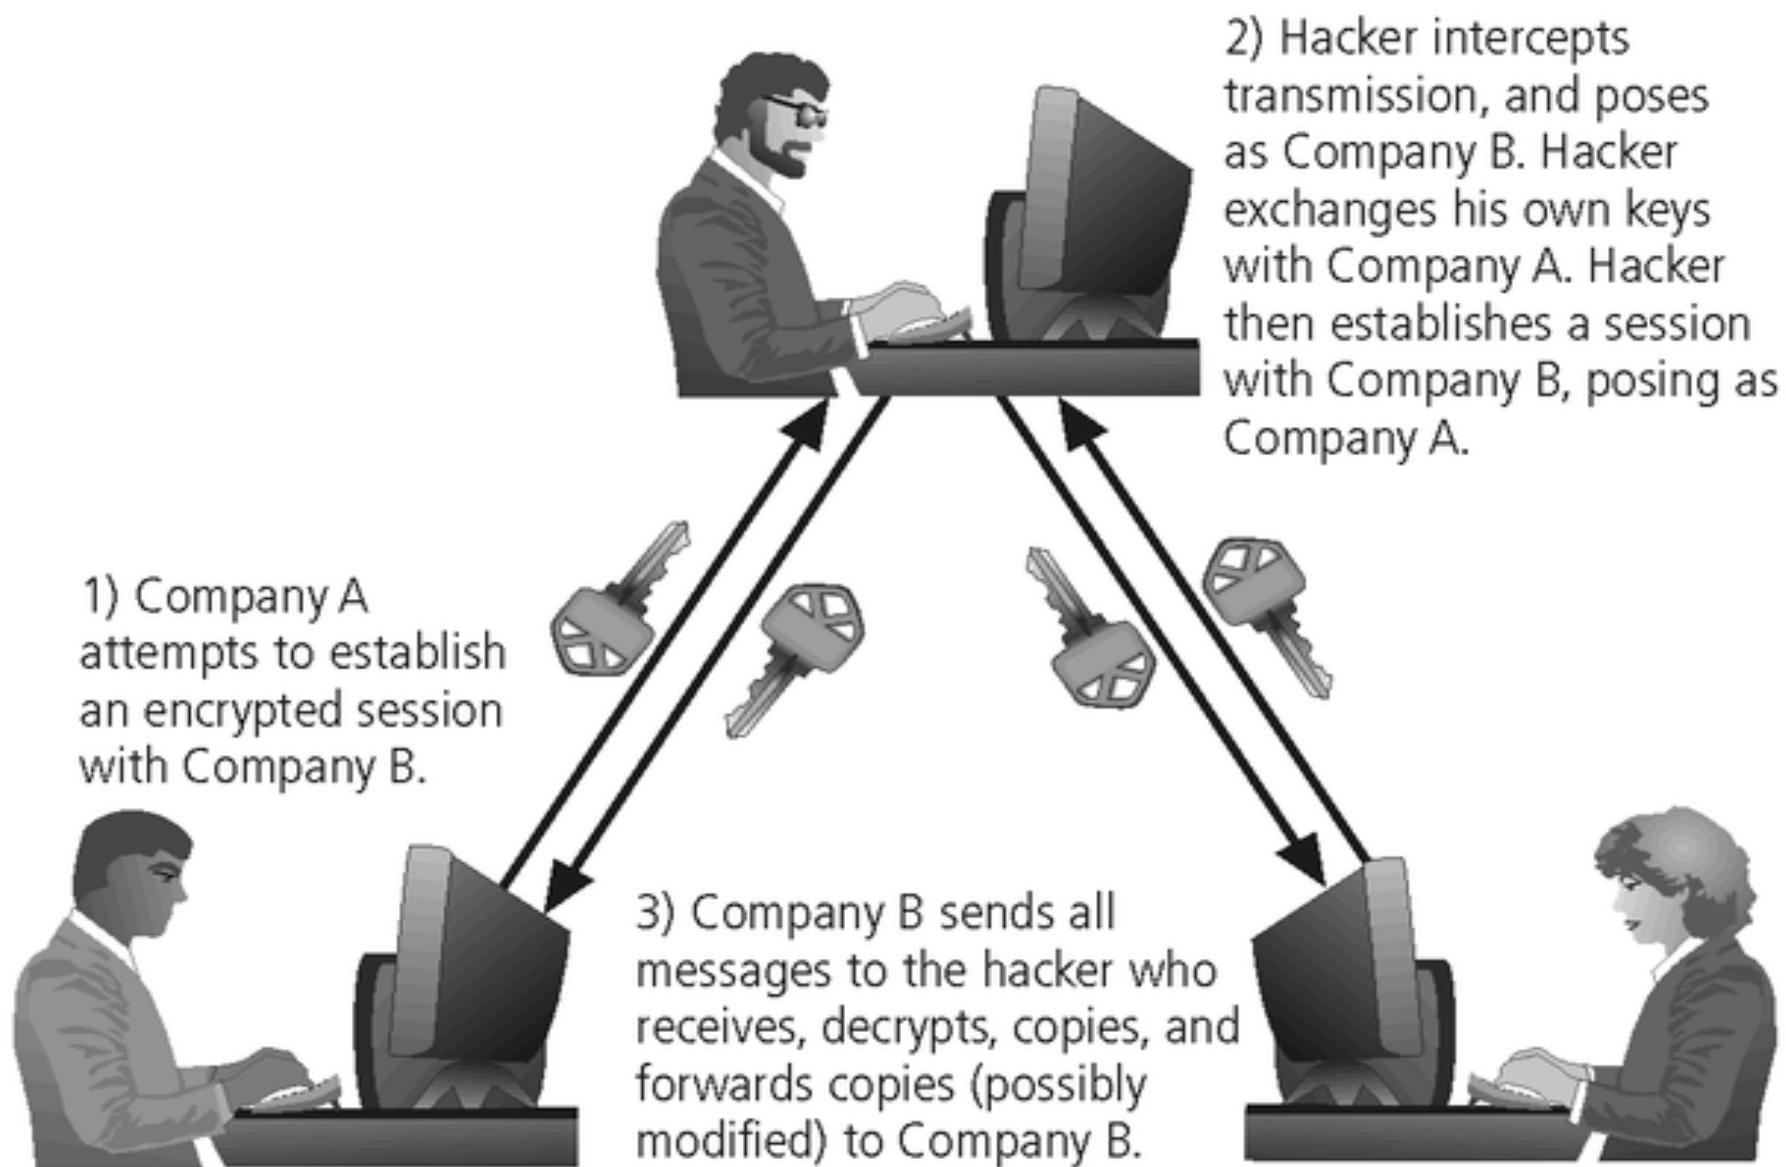 2) Hacker intercepts
transmission, and poses
as Company B. Hacker
exchanges his own keys
with Company A. Hacker
then establishes a session
with Company B, posing as
Company A.
1) Company A
attempts to establish
an encrypted session
with Company B.
3) Company B sends all
messages to the hacker who
receives, decrypts, copies, and
forwards copies (possibly
modified) to Company B.